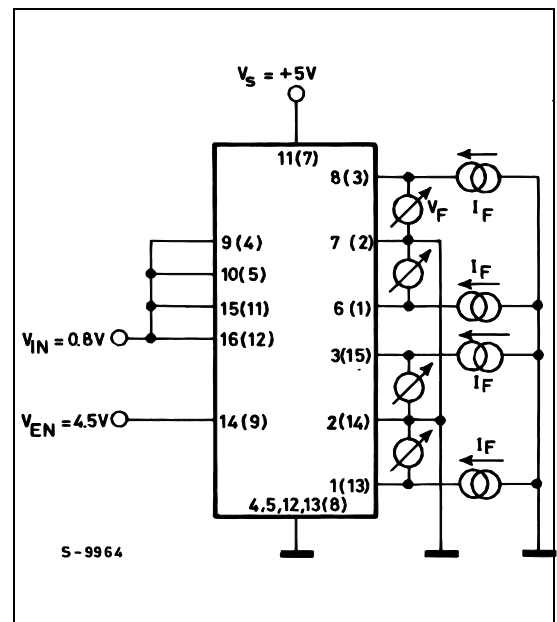 V_S = +5V
11(7)
8(3)
I_F
V_F
9(4)
7 (2)
10(5)
I_F
15(11)
6(1)
V_IN = 0.8V
16(12)
3(15)
I_F
V_EN = 4.5V
14(9)
2(14)
I_F
1(13)
4,5,12,13(8)
S-9964